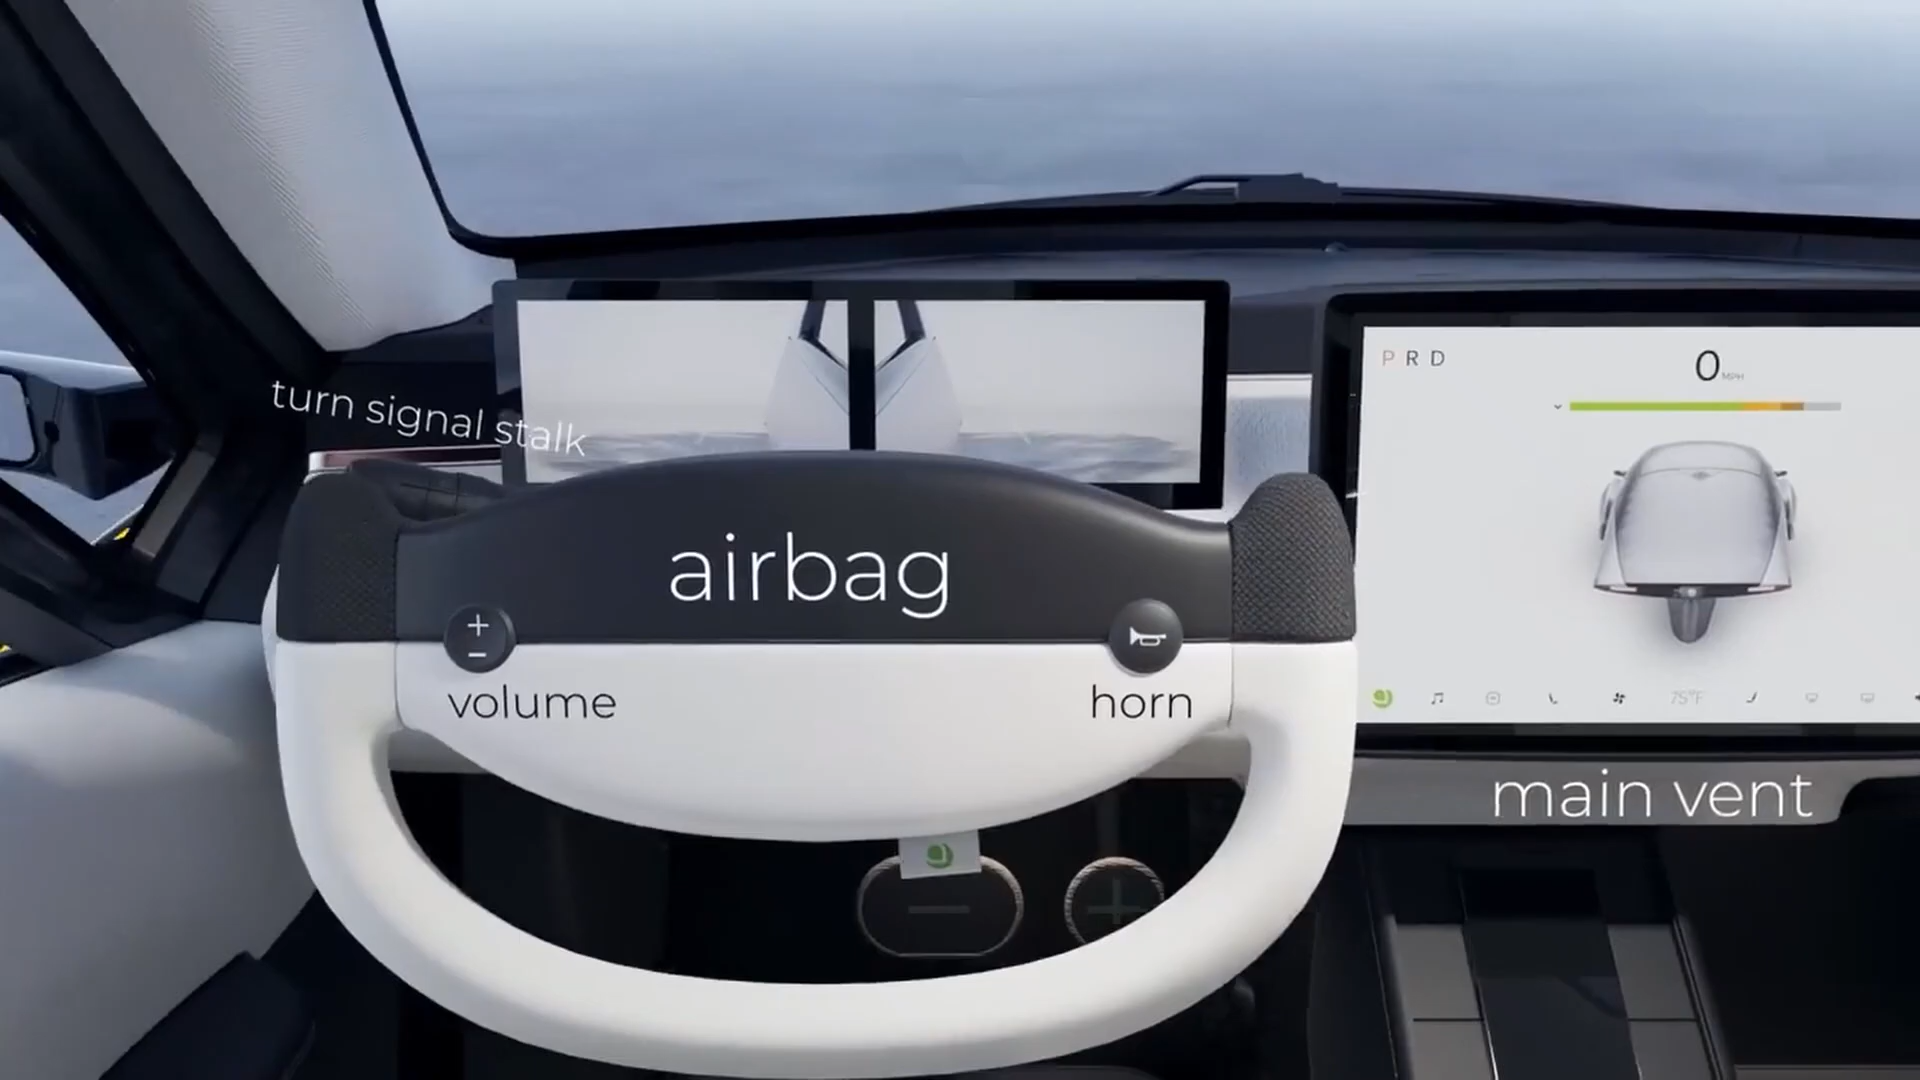 turn signal stalk
P R D
0 MPH
airbag
+
−
volume
horn
75°F
main vent